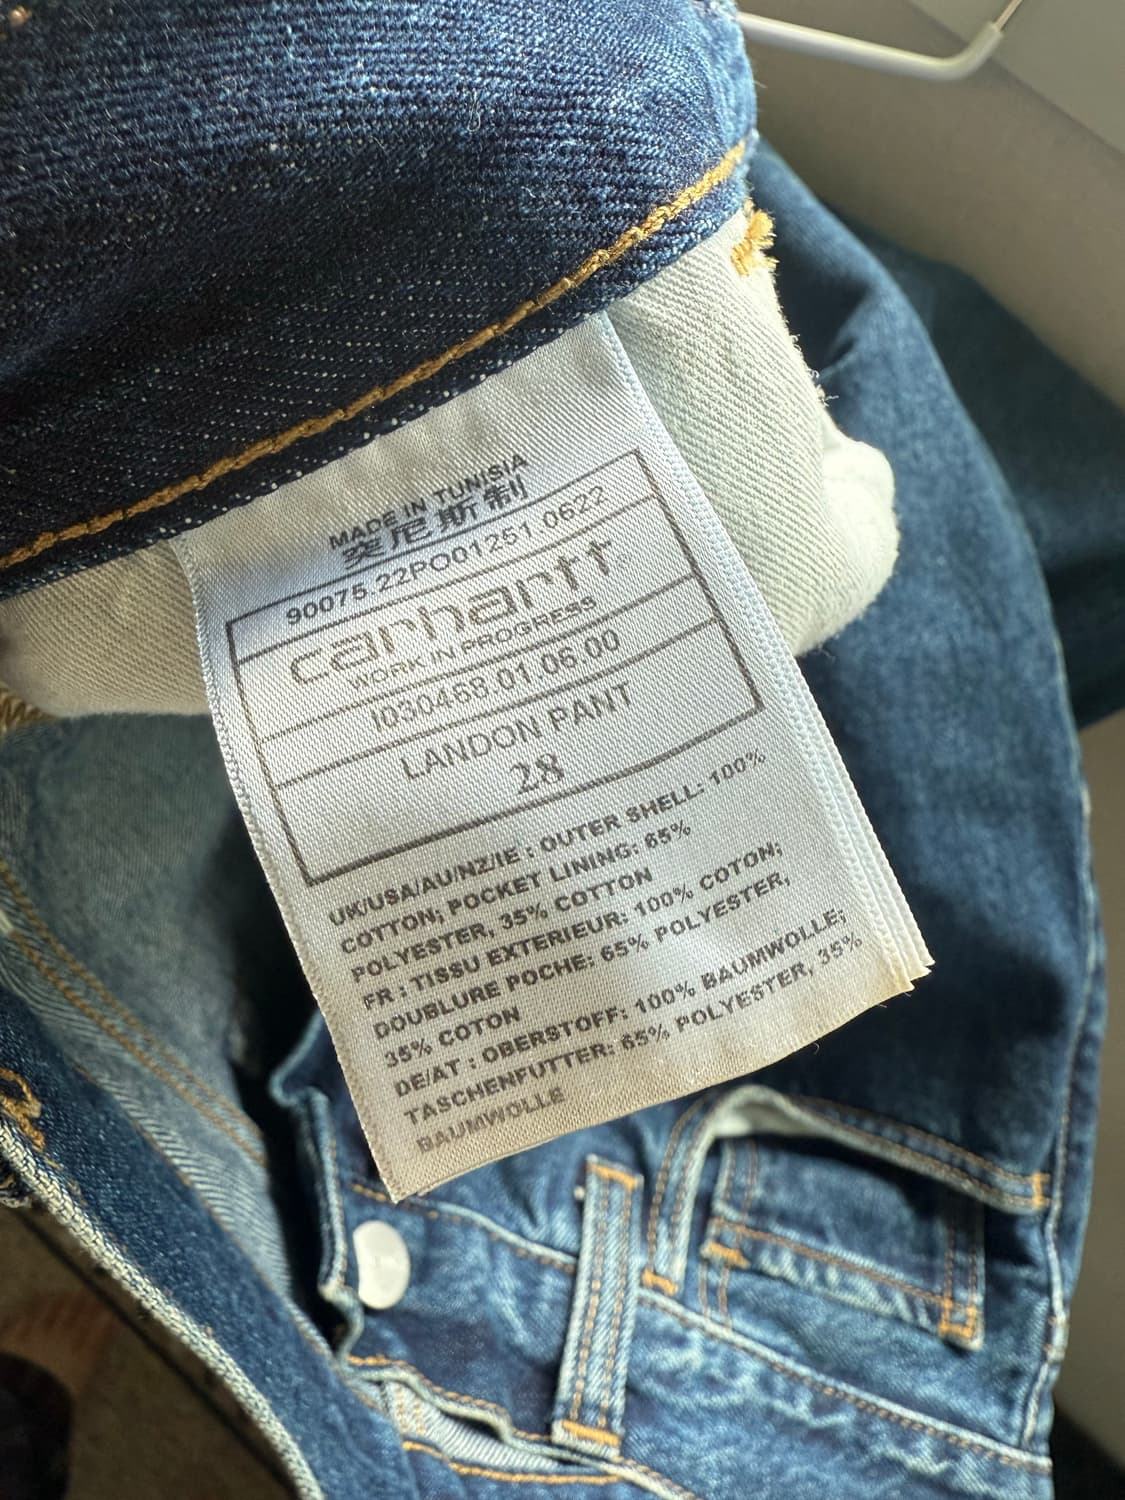 MADE IN TUNISIA
突尼斯制
90075.22PO01251.0622
carhartt
WORK IN PROGRESS
I030468.01.06.00
LANDON PANT
28
UK/USA/AU/NZ/IE : OUTER SHELL: 100%
COTTON; POCKET LINING: 65%
POLYESTER, 35% COTTON
FR : TISSU EXTERIEUR: 100% COTON;
DOUBLURE POCHE: 65% POLYESTER,
35% COTON
DE/AT : OBERSTOFF: 100% BAUMWOLLE;
TASCHENFUTTER: 65% POLYESTER, 35%
BAUMWOLLE